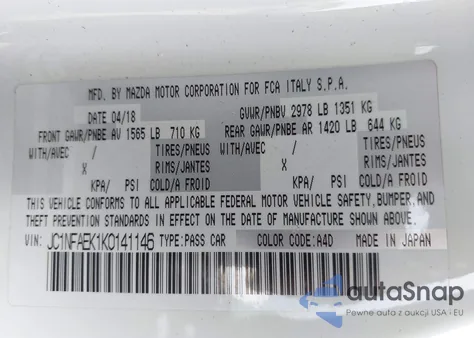 MFD. BY MAZDA MOTOR CORPORATION FOR FCA ITALY S.P.A.
DATE 04/18 GVWR/PNBV 2978 LB 1351 KG
FRONT GAWR/PNBE AV 1565 LB 710 KG REAR GAWR/PNBE AR 1420 LB 644 KG
WITH/AVEC / TIRES/PNEUS WITH/AVEC / TIRES/PNEUS
X RIMS/JANTES X RIMS/JANTES
KPA/ PSI COLD/A FROID KPA/ PSI COLD/A FROID
THIS VEHICLE CONFORMS TO ALL APPLICABLE FEDERAL MOTOR VEHICLE SAFETY, BUMPER, AND
THEFT PREVENTION STANDARDS IN EFFECT ON THE DATE OF MANUFACTURE SHOWN ABOVE.
VIN: JC1NFAEK1K0141146 TYPE:PASS CAR COLOR CODE:A4D MADE IN JAPAN
autoSnap
Pewne auta z aukcji USA - EU